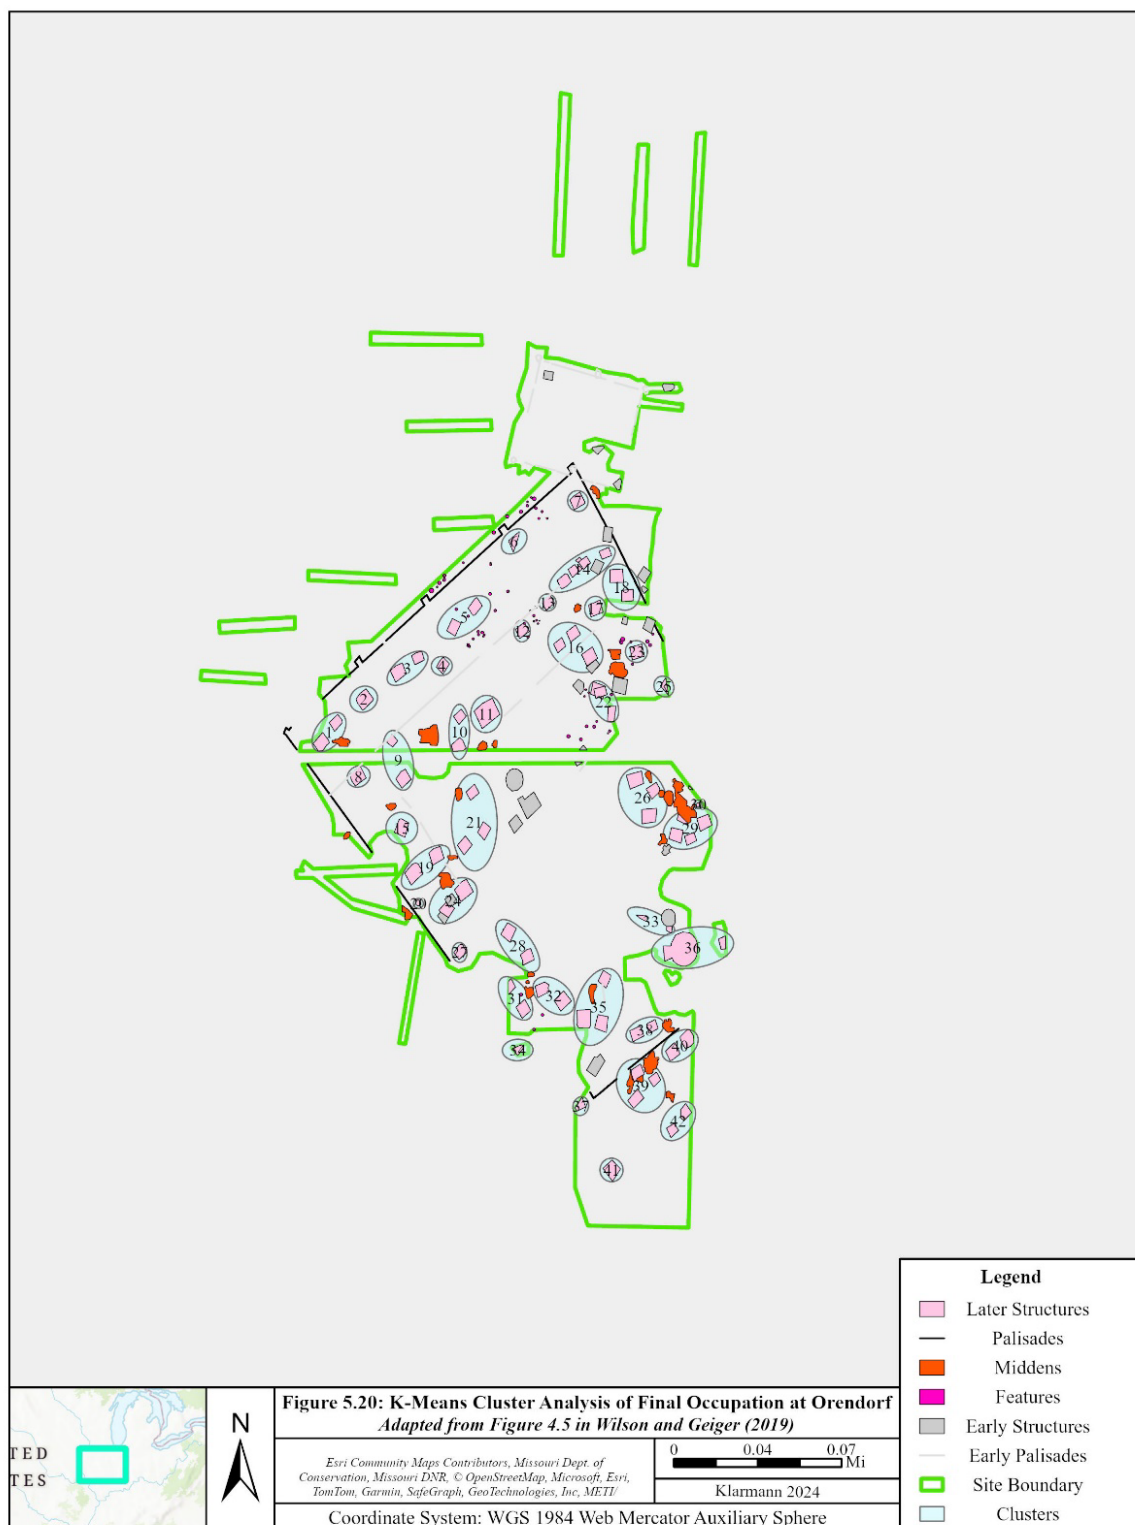 7
6
14
18
5
13
17
12
16
23
3
4
25
2
22
11
1
10
9
8
26
30
21
29
15
19
24
20
33
28
36
27
31
32
35
38
34
40
39
37
42
41
Legend
Later Structures
Palisades
Middens
Features
Early Structures
Early Palisades
Site Boundary
Clusters
TED
TES
N
Figure 5.20: K-Means Cluster Analysis of Final Occupation at Orendorf
Adapted from Figure 4.5 in Wilson and Geiger (2019)
Esri Community Maps Contributors, Missouri Dept. of
Conservation, Missouri DNR, © OpenStreetMap, Microsoft, Esri,
TomTom, Garmin, SafeGraph, GeoTechnologies, Inc, METI/
0 0.04 0.07
Mi
Klarmann 2024
Coordinate System: WGS 1984 Web Mercator Auxiliary Sphere